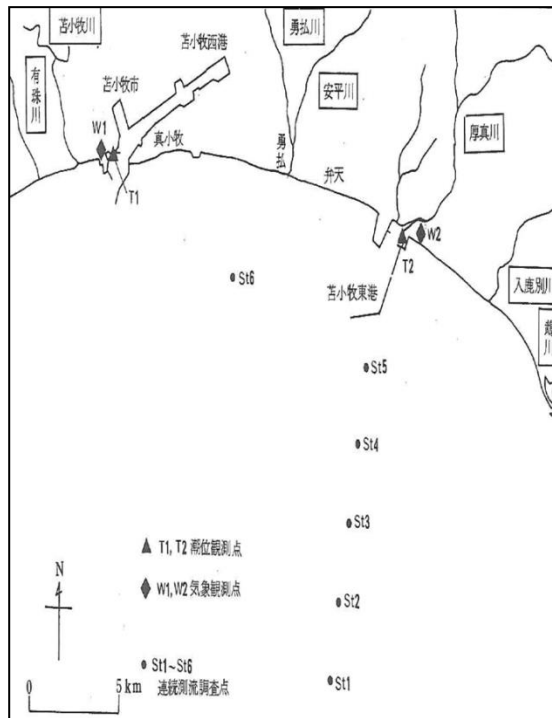 苫小牧川
苫小牧西港
勇払川
有珠川
苫小牧市
安平川
厚真川
W1
真小牧
勇払
T1
弁天
W2
T2
St6
苫小牧東港
入鹿別川
川
St5
St4
St3
St2
St1
T1, T2 潮位観測点
W1, W2 気象観測点
St1~St6
連続測流調査点
N
0 5km